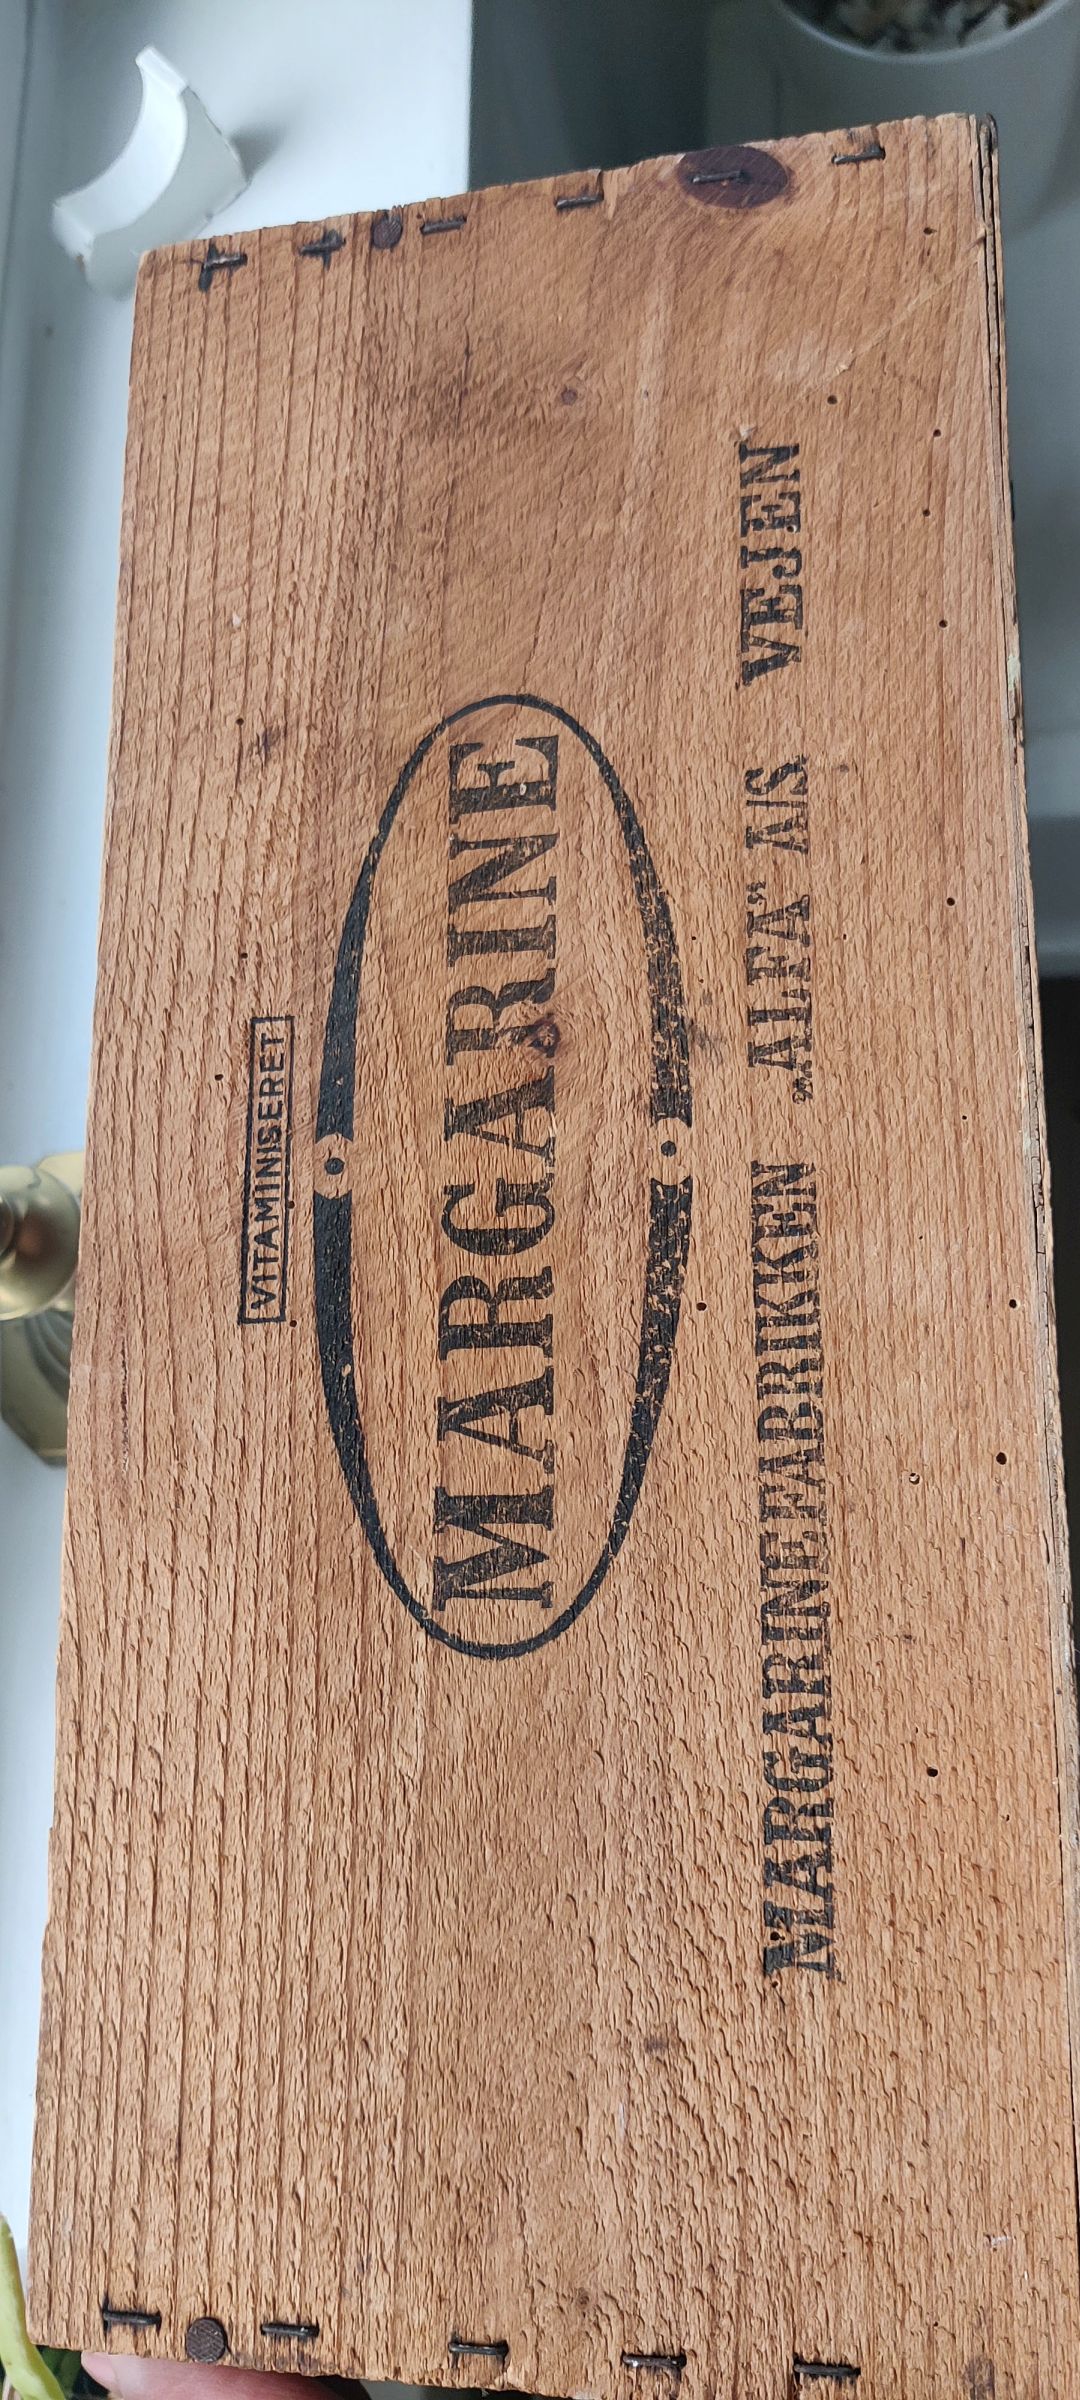 VITAMINISERET
MARGARINE
MARGARINEFABRIKKEN „ALFA” A/S. VEJEN